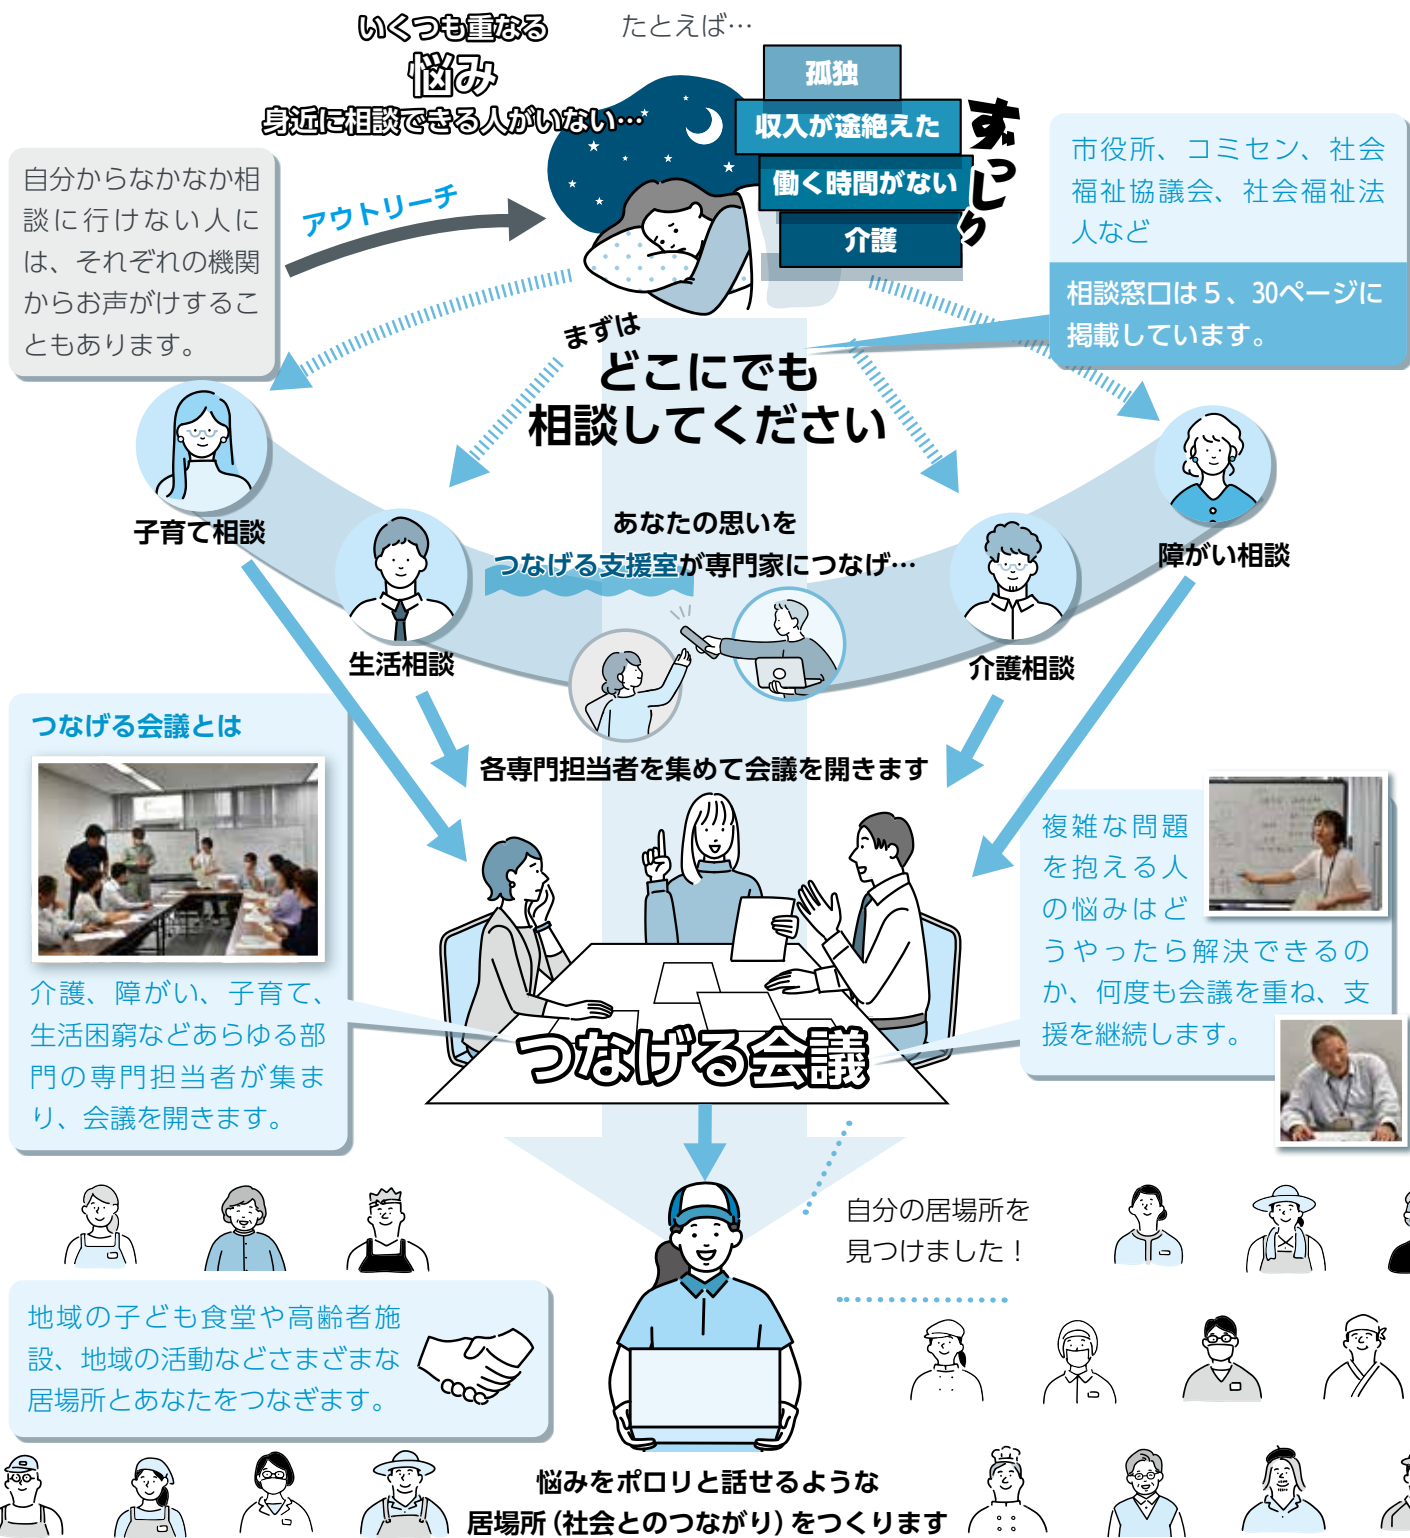 いくつも重なる
悩み
身近に相談できる人がいない…
たとえば…
孤独
収入が途絶えた
働く時間がない
介護
ずっしり
自分からなかなか相
談に行けない人に
は、それぞれの機関
からお声がけするこ
ともあります。
アウトリーチ
市役所、コミセン、社会
福祉協議会、社会福祉法
人など
相談窓口は５、30ページに
掲載しています。
まずは
どこにでも
相談してください
子育て相談
生活相談
あなたの思いを
つなげる支援室が専門家につなげ…
介護相談
障がい相談
つなげる会議とは
介護、障がい、子育て、
生活困窮などあらゆる部
門の専門担当者が集ま
り、会議を開きます。
各専門担当者を集めて会議を開きます
つなげる会議
複雑な問題
を抱える人
の悩みはど
うやったら解決できるの
か、何度も会議を重ね、支
援を継続します。
自分の居場所を
見つけました！
地域の子ども食堂や高齢者施
設、地域の活動などさまざまな
居場所とあなたをつなぎます。
悩みをポロリと話せるような
居場所（社会とのつながり）をつくります